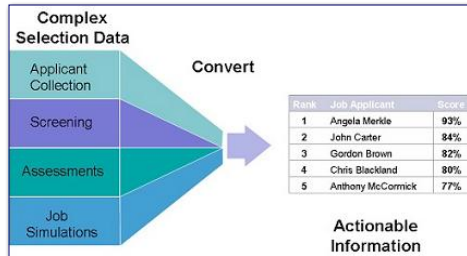 Complex
Selection Data
Applicant
Collection
Screening
Assessments
Job
Simulations
Convert
Rank Job Applicant Score
1 Angela Merkle 93%
2 John Carter 84%
3 Gordon Brown 82%
4 Chris Blackland 80%
5 Anthony McCormick 77%
Actionable
Information